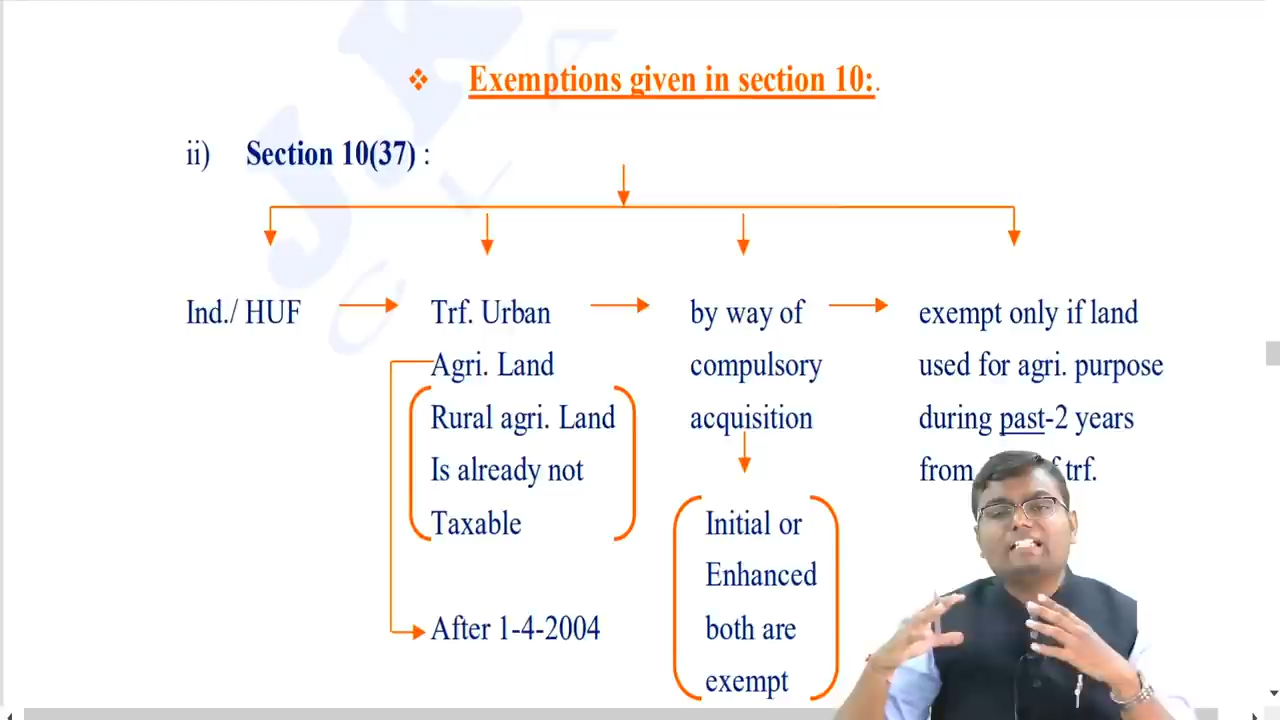 ❖ Exemptions given in section 10:.
ii) Section 10(37) :
Ind./ HUF
Trf. Urban
Agri. Land
Rural agri. Land
Is already not
Taxable
After 1-4-2004
by way of
compulsory
acquisition
Initial or
Enhanced
both are
exempt
exempt only if land
used for agri. purpose
during past-2 years
from trf.